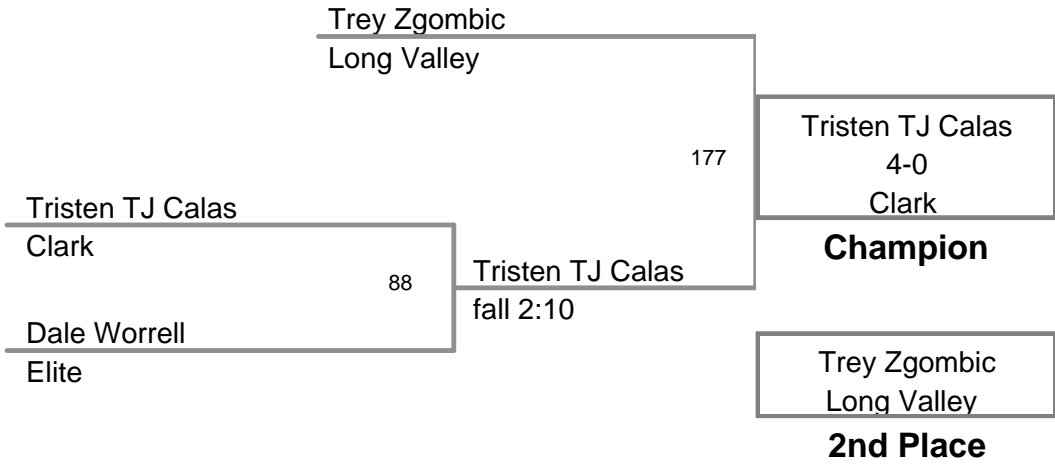 Trey Zgombic
Long Valley
177
Tristen TJ Calas
4-0
Clark
Champion
Tristen TJ Calas
Clark
88
Tristen TJ Calas
fall 2:10
Dale Worrell
Elite
Trey Zgombic
Long Valley
2nd Place